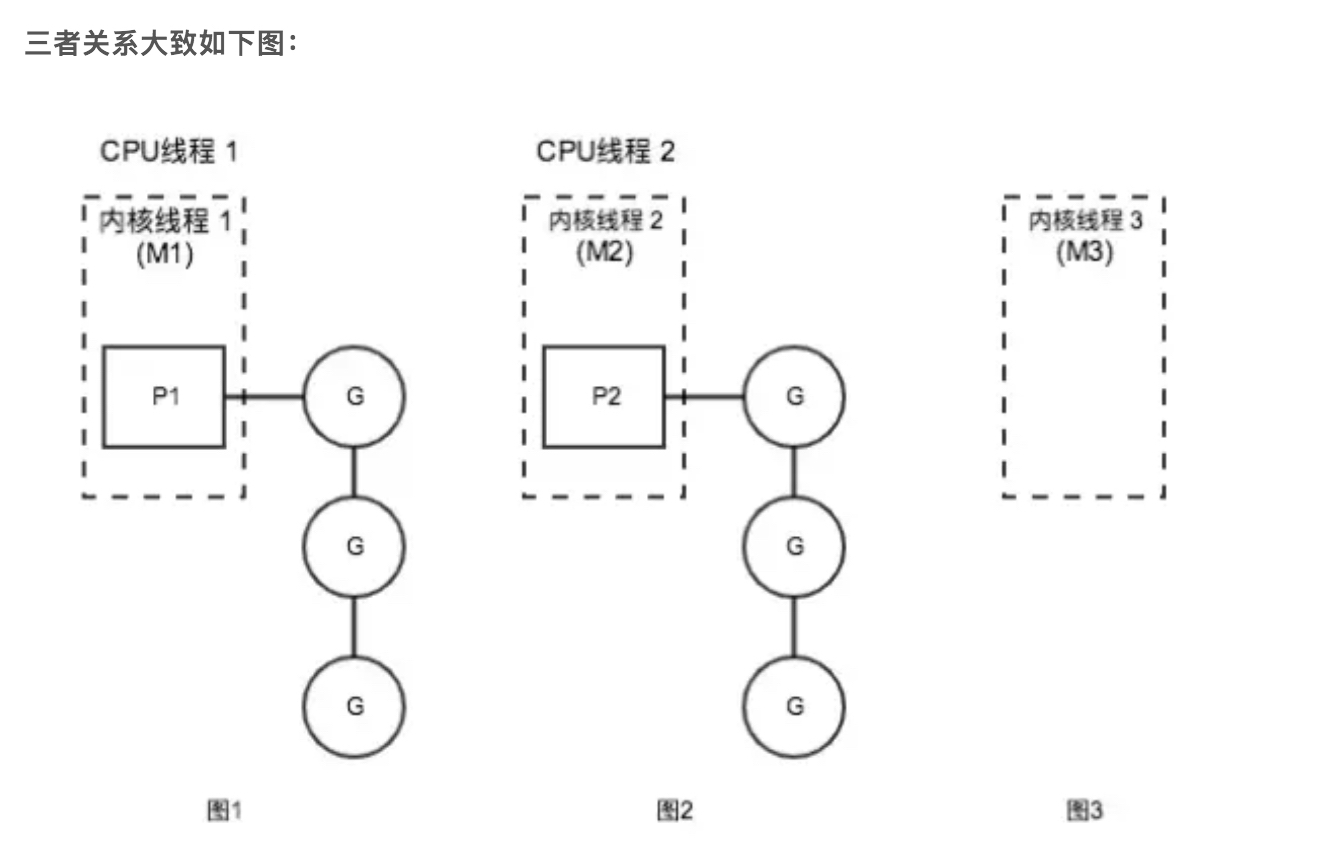 三者关系大致如下图：
CPU线程 1
CPU线程 2
内核线程 1
(M1)
内核线程 2
(M2)
内核线程 3
(M3)
P1
G
P2
G
G
G
G
G
图1
图2
图3